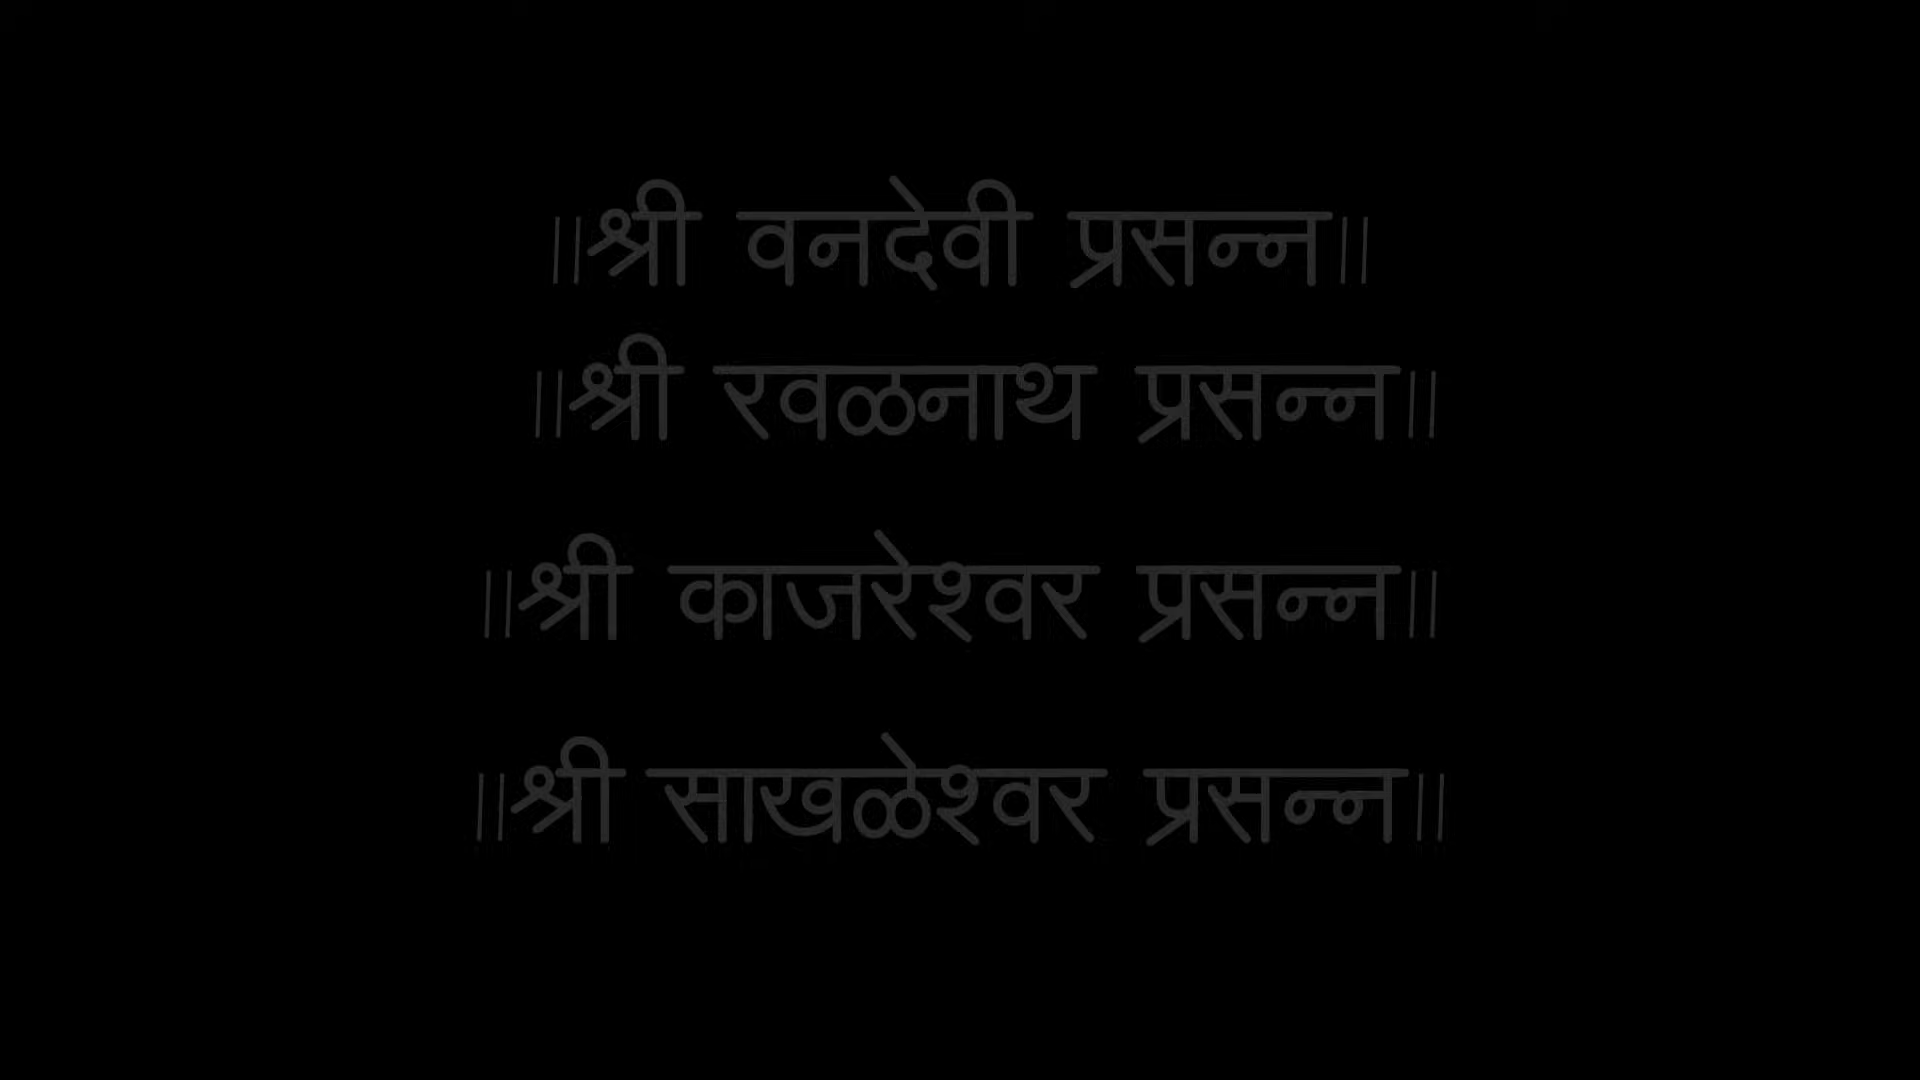 ||श्री वनदेवी प्रसन्न||
||श्री रवळनाथ प्रसन्न||
||श्री काजरेश्वर प्रसन्न||
||श्री साखळेश्वर प्रसन्न||